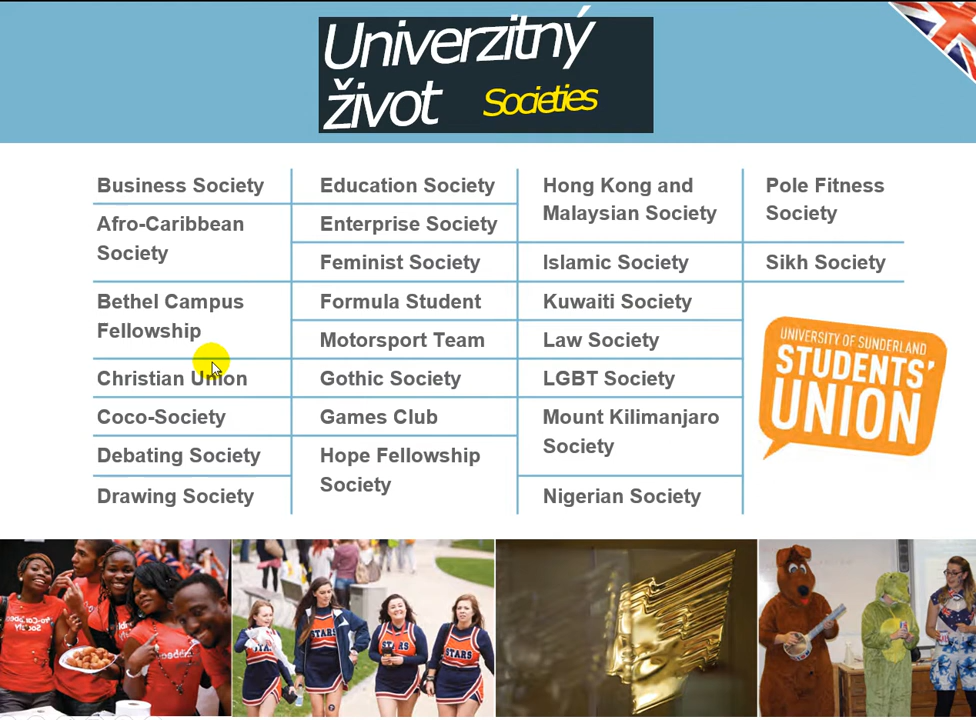 Univerzitný
život Societies
Business Society
Afro-Caribbean
Society
Bethel Campus
Fellowship
Christian Union
Coco-Society
Debating Society
Drawing Society
Education Society
Enterprise Society
Feminist Society
Formula Student
Motorsport Team
Gothic Society
Games Club
Hope Fellowship
Society
Hong Kong and
Malaysian Society
Islamic Society
Kuwaiti Society
Law Society
LGBT Society
Mount Kilimanjaro
Society
Nigerian Society
Pole Fitness
Society
Sikh Society
UNIVERSITY OF SUNDERLAND
STUDENTS'
UNION
STARS
STARS
STARS